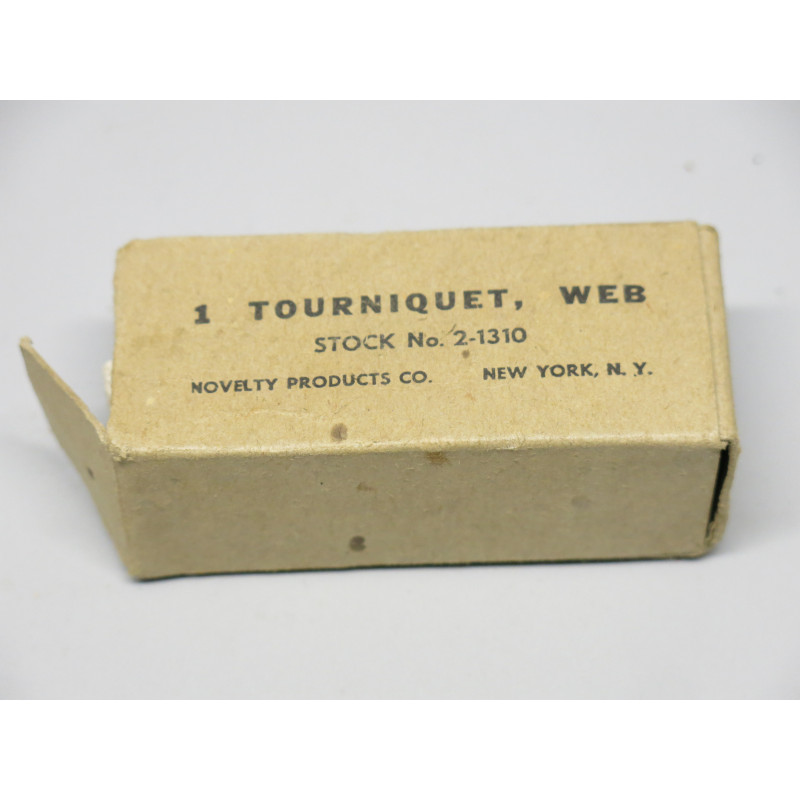 1 TOURNIQUET, WEB
STOCK No. 2-1310
NOVELTY PRODUCTS CO. NEW YORK, N. Y.